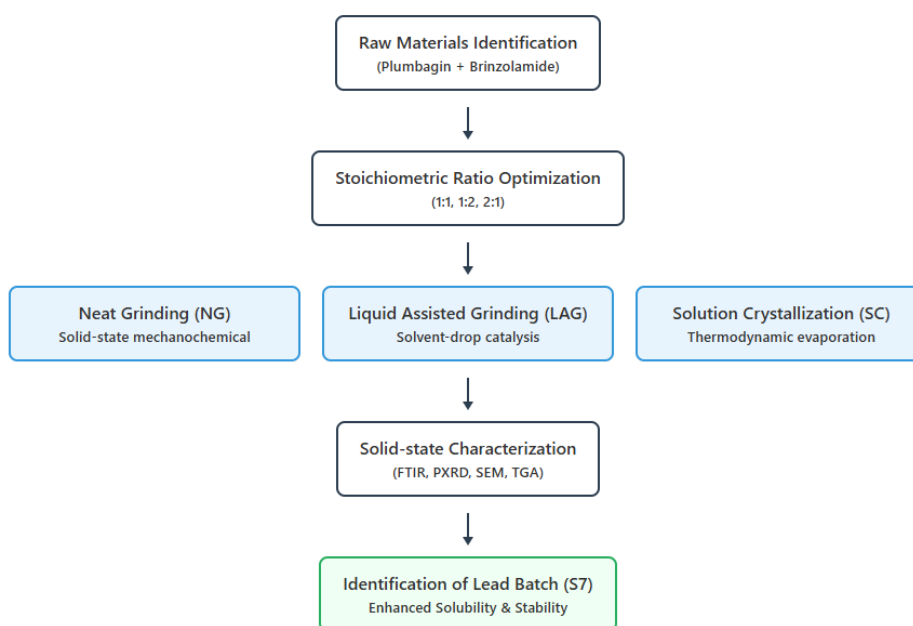 Raw Materials Identification
(Plumbagin + Brinzolamide)
Stoichiometric Ratio Optimization
(1:1, 1:2, 2:1)
Neat Grinding (NG)
Solid-state mechanochemical
Liquid Assisted Grinding (LAG)
Solvent-drop catalysis
Solution Crystallization (SC)
Thermodynamic evaporation
Solid-state Characterization
(FTIR, PXRD, SEM, TGA)
Identification of Lead Batch (S7)
Enhanced Solubility & Stability